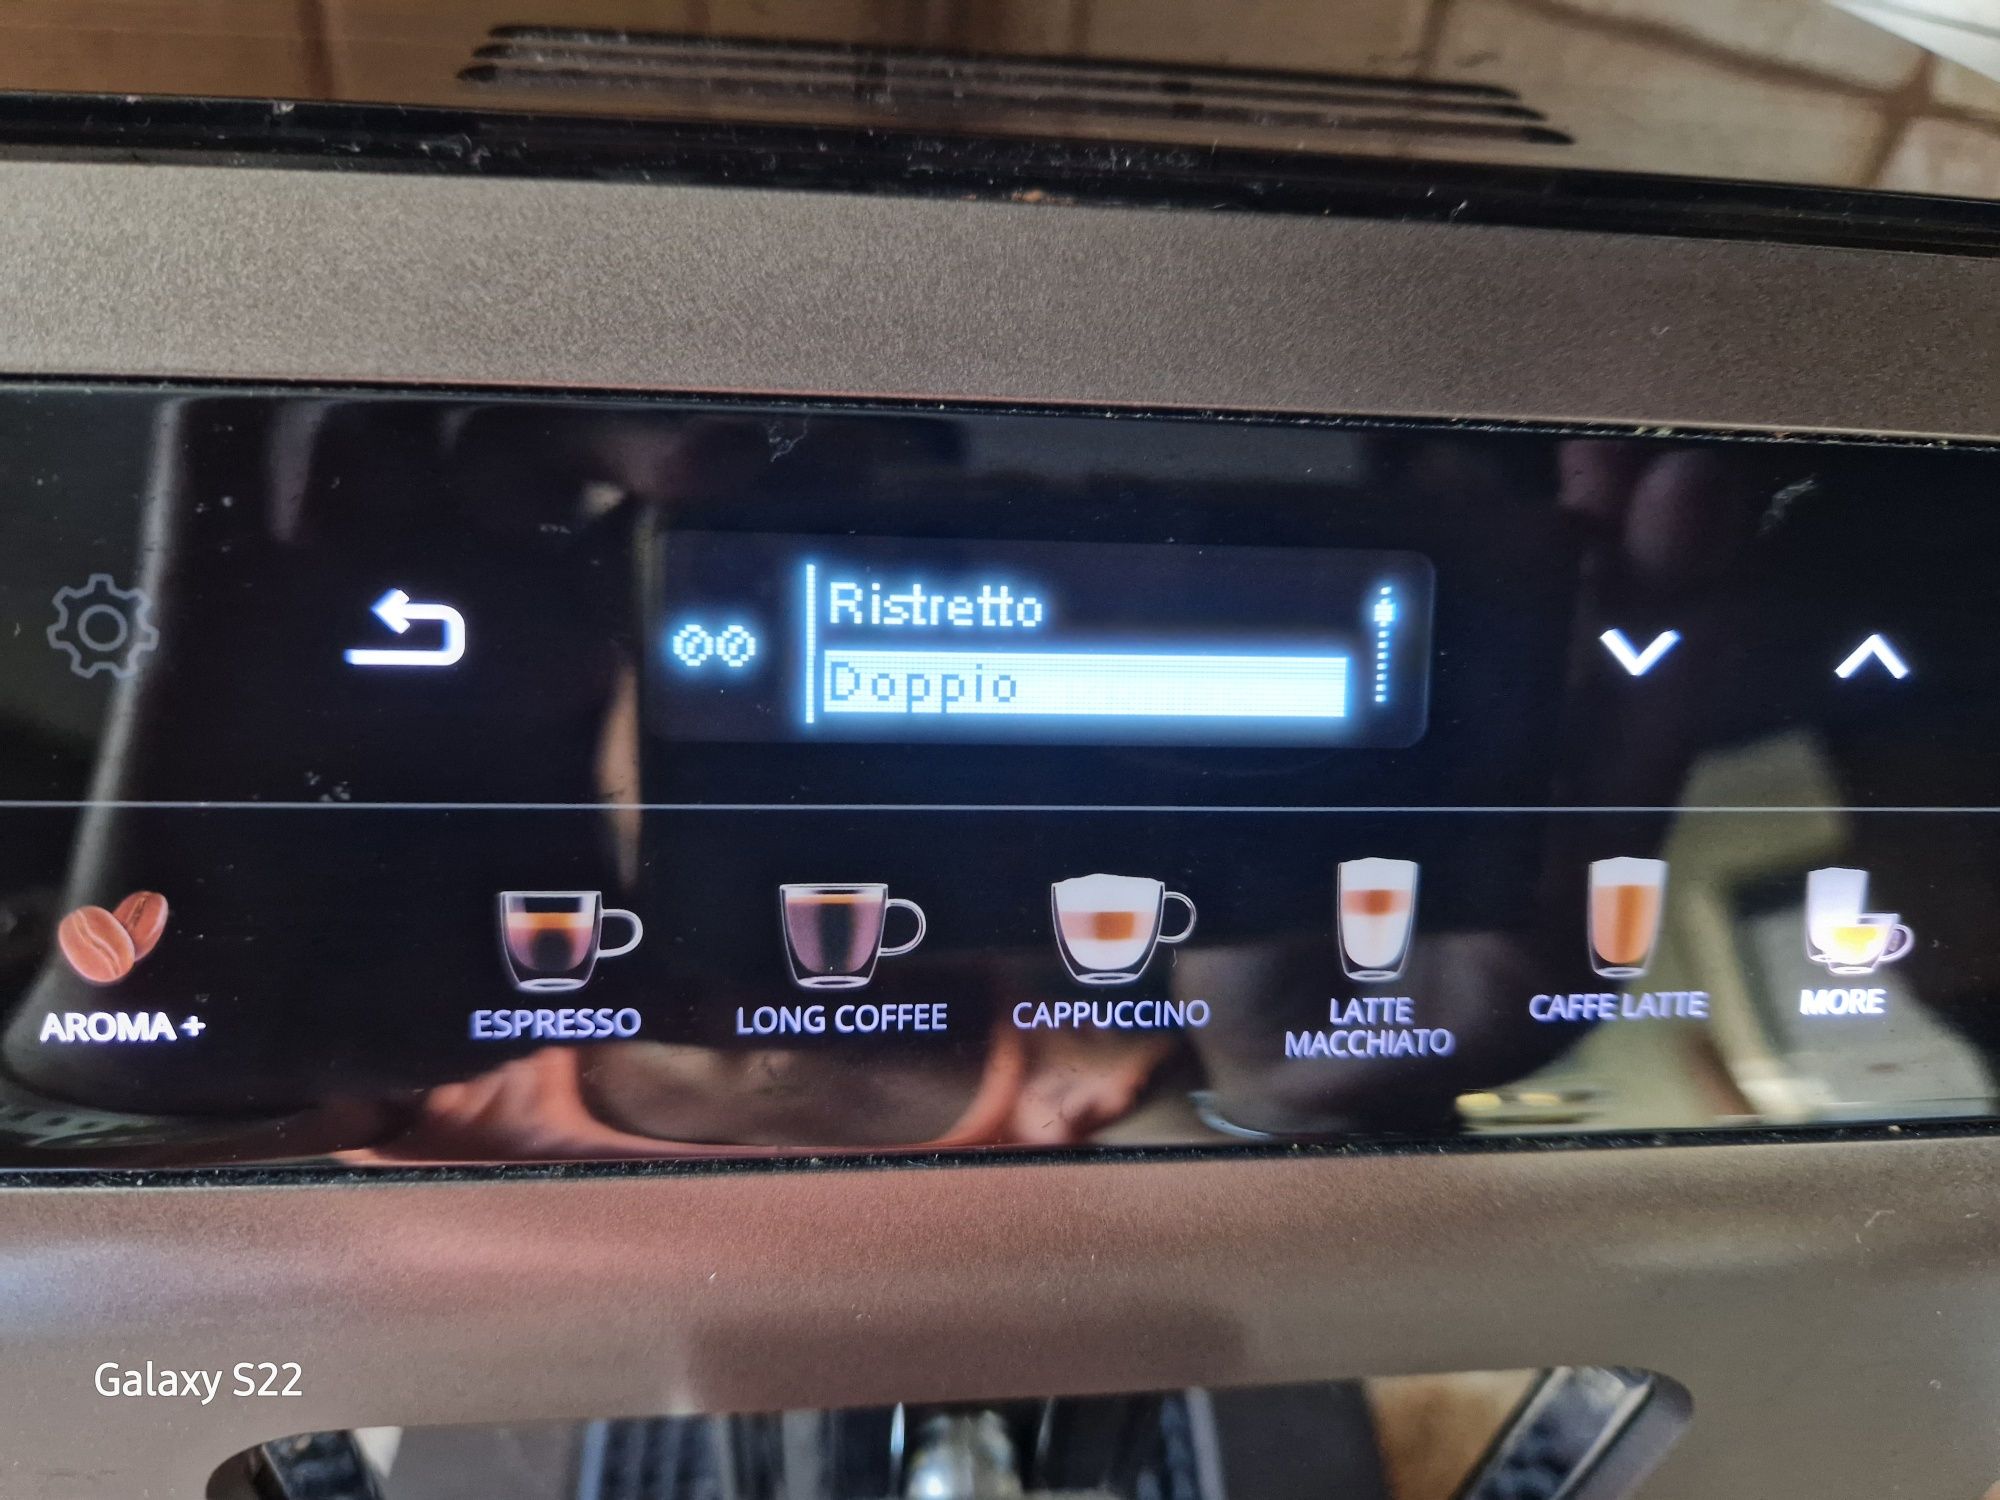 Ristretto
Doppio
AROMA +
ESPRESSO
LONG COFFEE
CAPPUCCINO
LATTE
MACCHIATO
CAFFE LATTE
MORE
Galaxy S22